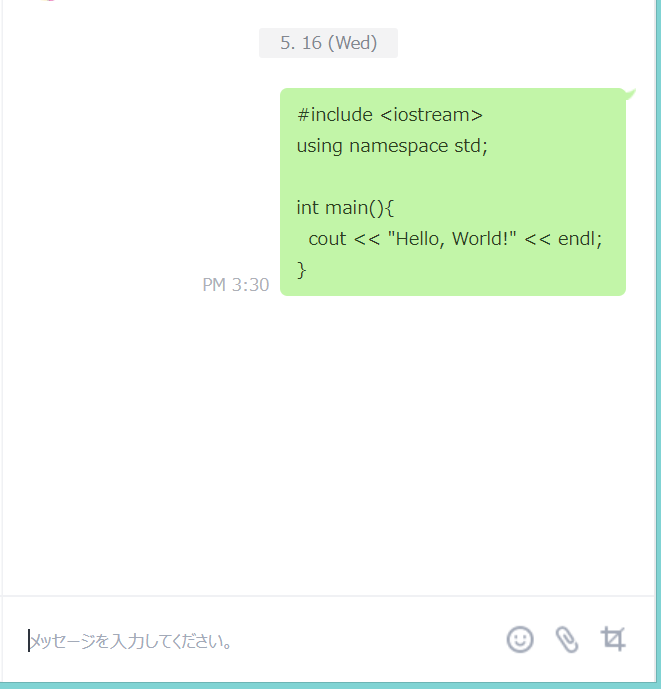 5. 16 (Wed)
#include <iostream>
using namespace std;
int main(){
  cout << "Hello, World!" << endl;
}
PM 3:30
メッセージを入力してください。